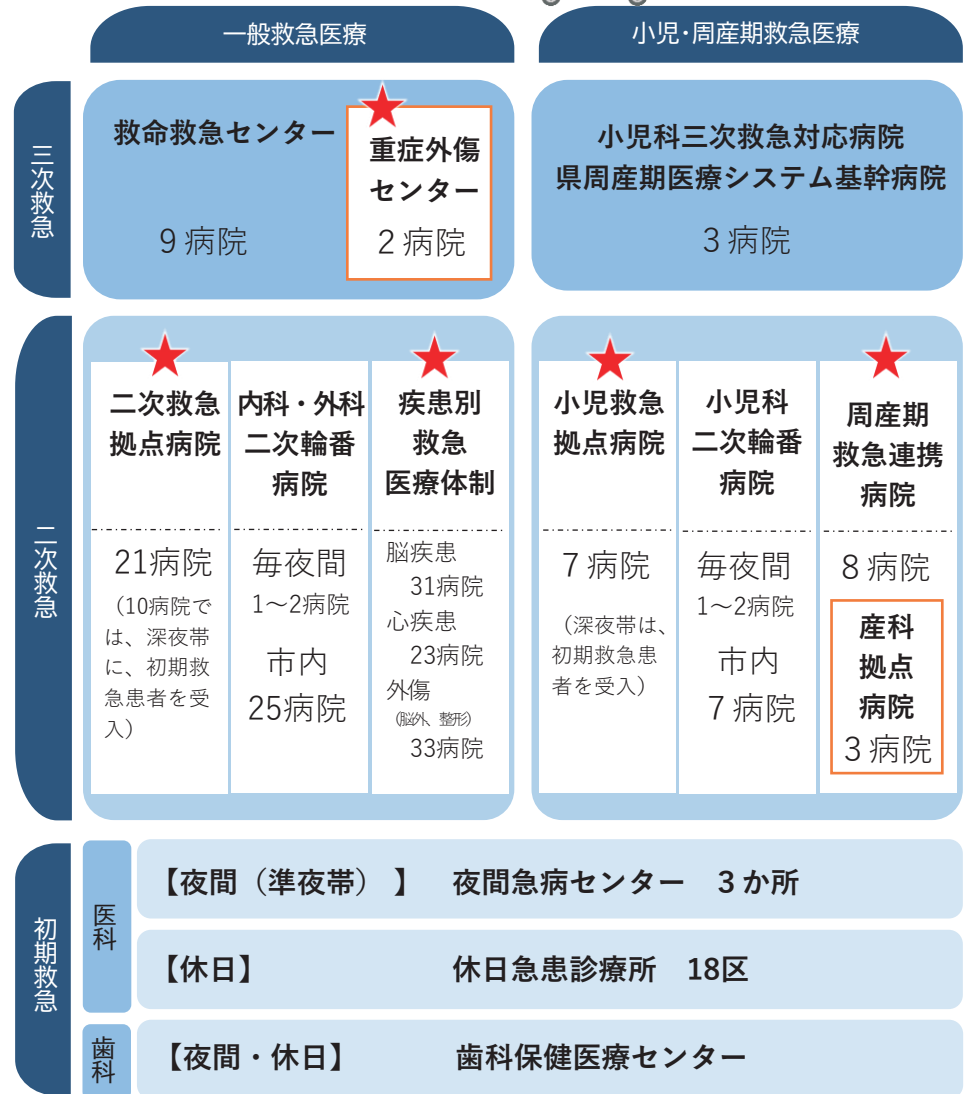 一般救急医療
小児・周産期救急医療
三次救急
救命救急センター
9病院
重症外傷
センター
2病院
小児科三次救急対応病院
県周産期医療システム基幹病院
3病院
二次救急
二次救急
拠点病院
21病院
(10病院で
は、深夜帯
に、初期救
急患者を受
入)
内科・外科
二次輪番
病院
毎夜間
1~2病院
市内
25病院
疾患別
救急
医療体制
脳疾患
31病院
心疾患
23病院
外傷
(脳外、整形)
33病院
小児救急
拠点病院
7病院
(深夜帯は、
初期救急患
者を受入)
小児科
二次輪番
病院
毎夜間
1~2病院
市内
7病院
周産期
救急連携
病院
8病院
産科
拠点
病院
3病院
初期救急
医科
【夜間(準夜帯) 】 夜間急病センター 3か所
【休日】 休日急患診療所 18区
歯科
【夜間・休日】 歯科保健医療センター